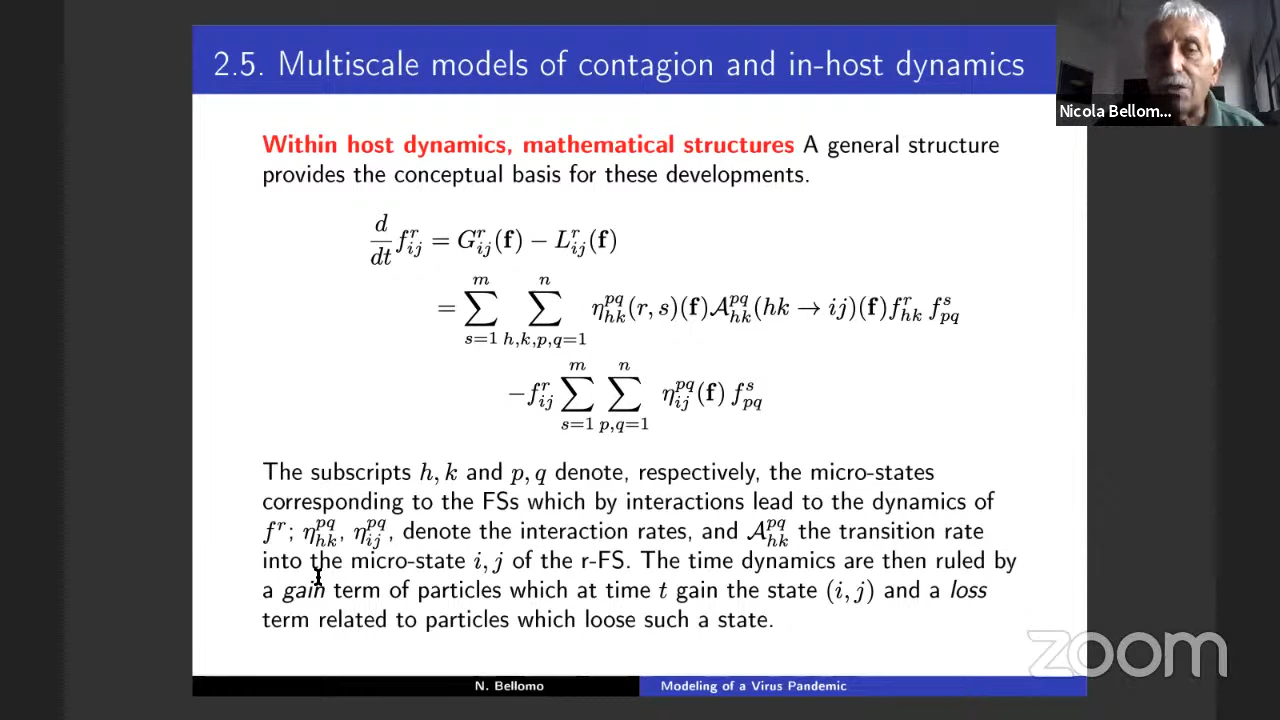 2.5. Multiscale models of contagion and in-host dynamics
Nicola Bellom...
Within host dynamics, mathematical structures A general structure
provides the conceptual basis for these developments.
d/dt f^r_{ij} = G^r_{ij}(f) − L^r_{ij}(f)
= ∑_{s=1}^{m} ∑_{h,k,p,q=1}^{n} η^{pq}_{hk}(r, s)(f)𝒜^{pq}_{hk}(hk → ij)(f)f^r_{hk} f^s_{pq}
−f^r_{ij} ∑_{s=1}^{m} ∑_{p,q=1}^{n} η^{pq}_{ij}(f) f^s_{pq}
The subscripts h, k and p, q denote, respectively, the micro-states
corresponding to the FSs which by interactions lead to the dynamics of
f^r; η^{pq}_{hk}, η^{pq}_{ij}, denote the interaction rates, and 𝒜^{pq}_{hk} the transition rate
into the micro-state i, j of the r-FS. The time dynamics are then ruled by
a gain term of particles which at time t gain the state (i, j) and a loss
term related to particles which loose such a state.
zoom
N. Bellomo
Modeling of a Virus Pandemic